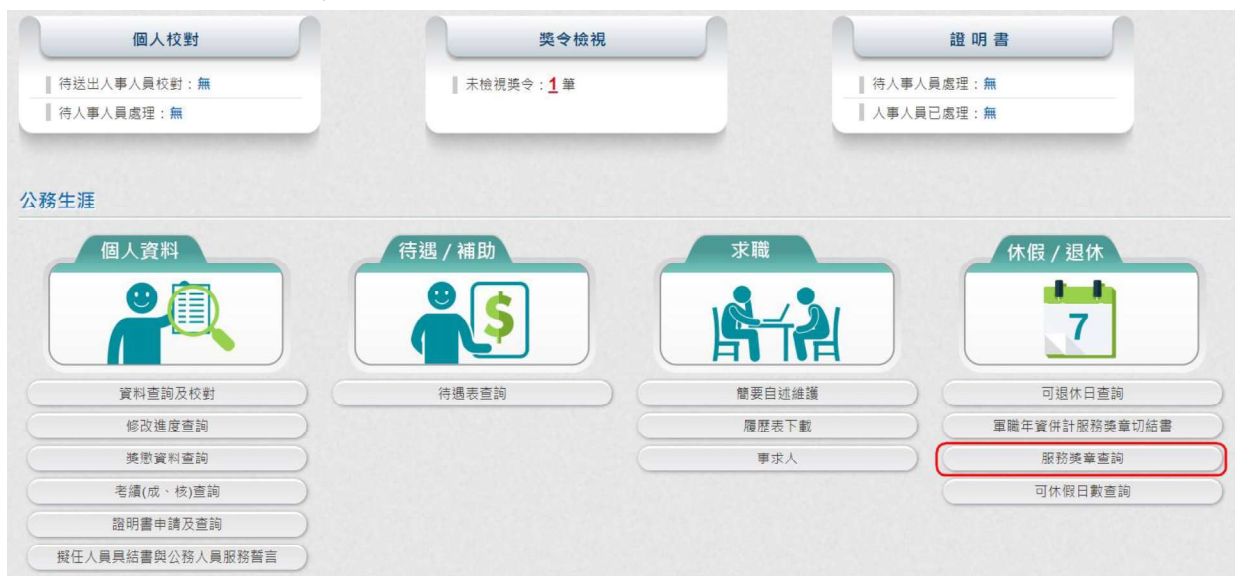 個人校對
待送出人事人員校對：無
待人事人員處理：無
獎令檢視
未檢視獎令：1 筆
證 明 書
待人事人員處理：無
人事人員已處理：無
公務生涯
個人資料
資料查詢及校對
修改進度查詢
獎懲資料查詢
考績(成、核)查詢
證明書申請及查詢
擬任人員具結書與公務人員服務誓言
待遇 / 補助
$
待遇表查詢
求職
簡要自述維護
履歷表下載
事求人
休假 / 退休
7
可退休日查詢
軍職年資併計服務獎章切結書
服務獎章查詢
可休假日數查詢